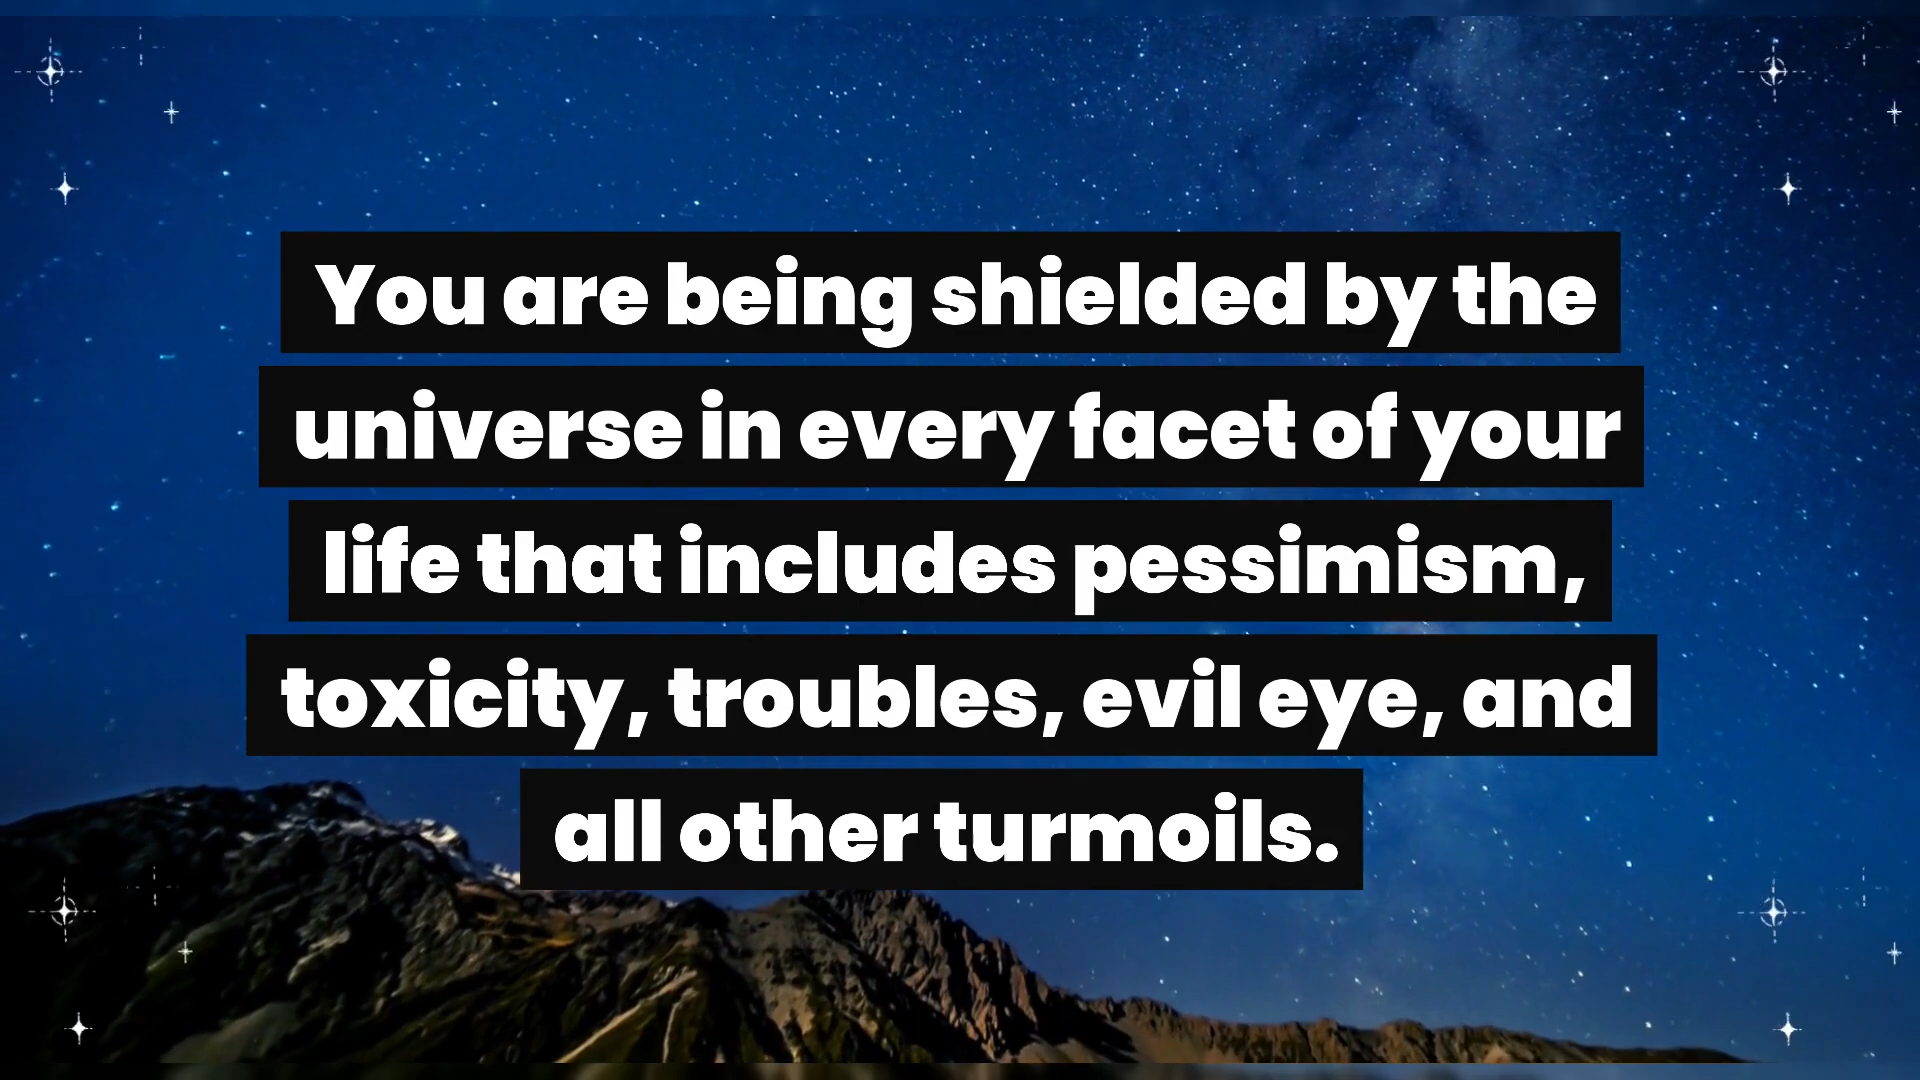 You are being shielded by the
universe in every facet of your
life that includes pessimism,
toxicity, troubles, evil eye, and
all other turmoils.